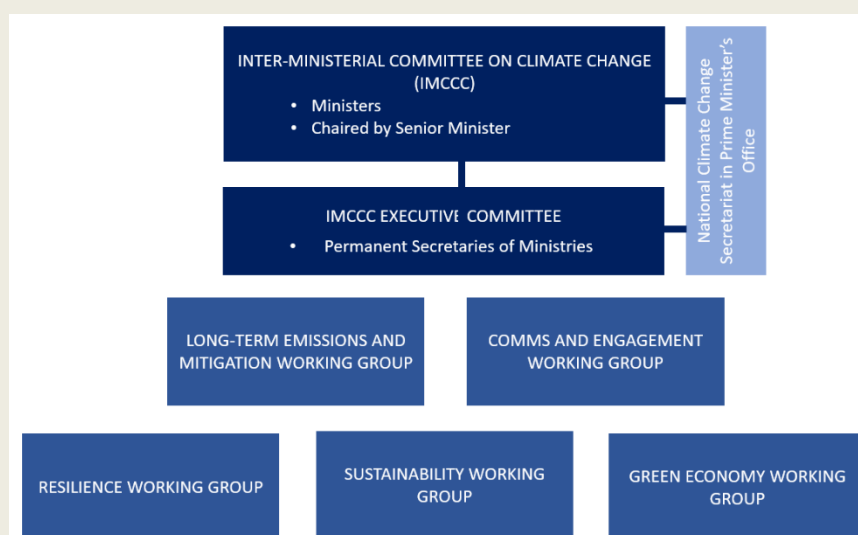 INTER-MINISTERIAL COMMITTEE ON CLIMATE CHANGE
(IMCCC)
• Ministers
• Chaired by Senior Minister
National Climate Change
Secretariat in Prime Minister's
Office
IMCCC EXECUTIVE COMMITTEE
• Permanent Secretaries of Ministries
LONG-TERM EMISSIONS AND
MITIGATION WORKING GROUP
COMMS AND ENGAGEMENT
WORKING GROUP
RESILIENCE WORKING GROUP
SUSTAINABILITY WORKING
GROUP
GREEN ECONOMY WORKING
GROUP